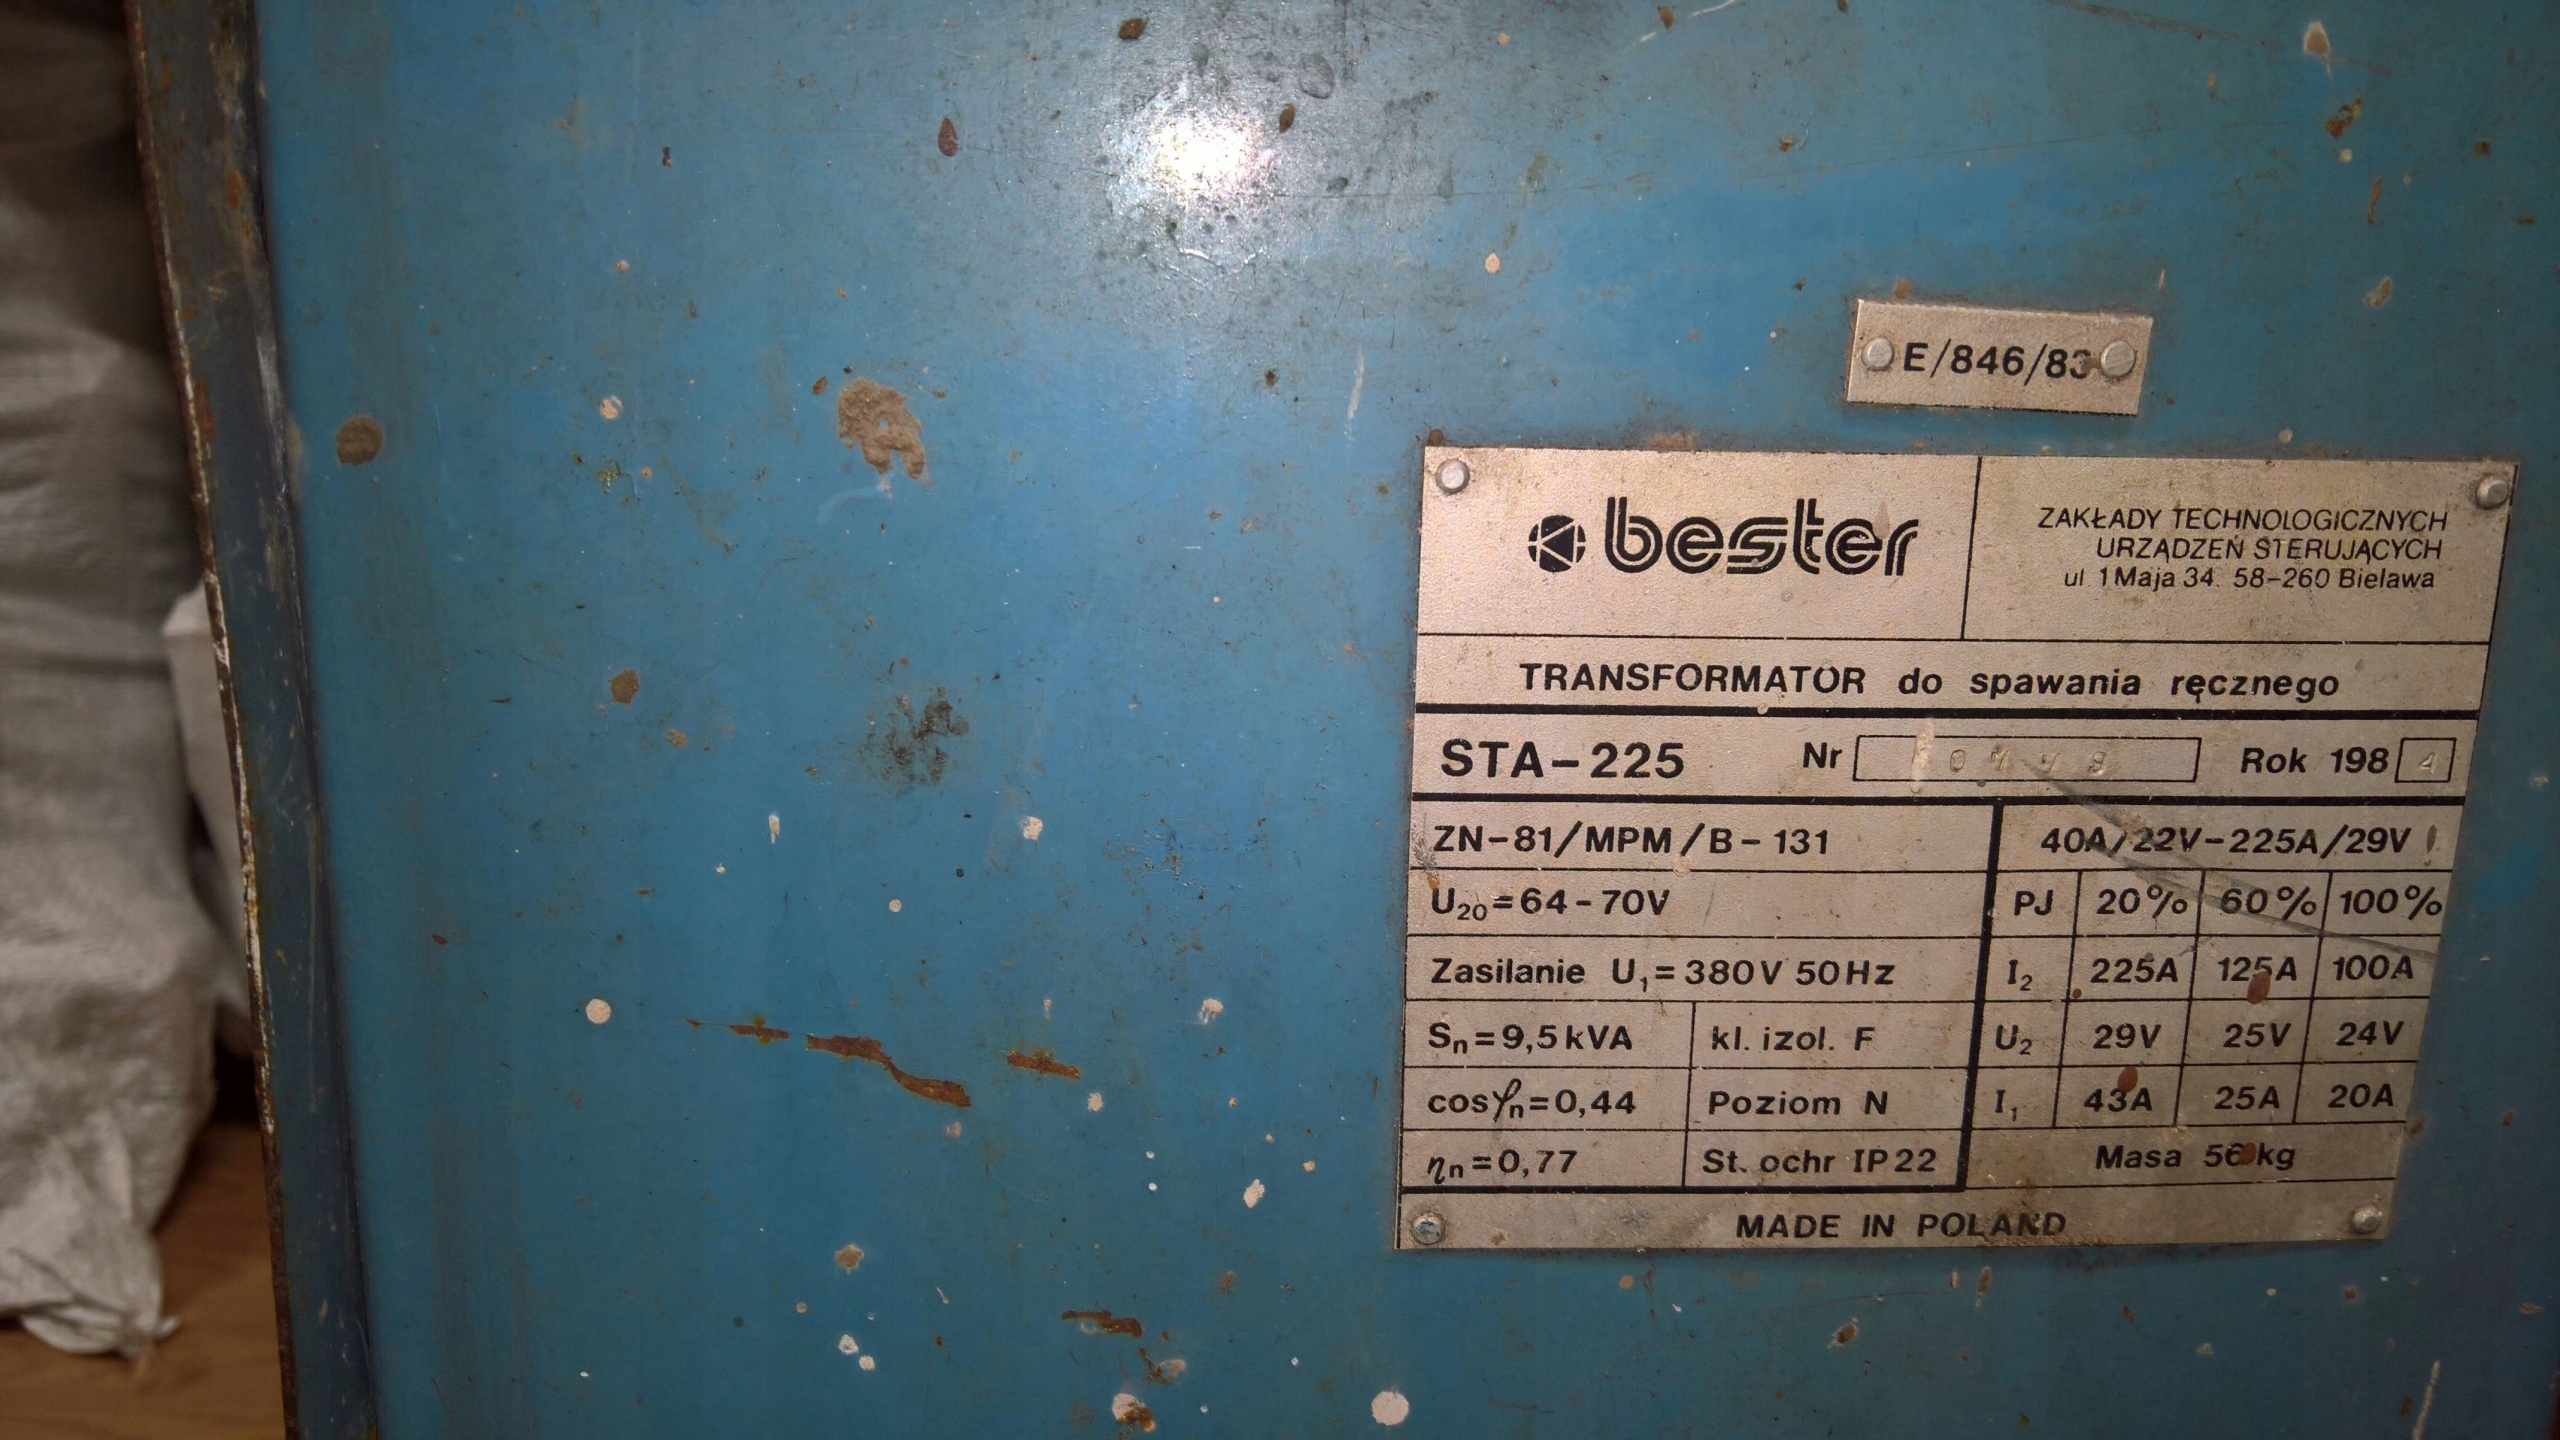 E/846/83
bester
ZAKŁADY TECHNOLOGICZNYCH
URZĄDZEŃ STERUJĄCYCH
ul 1 Maja 34. 58-260 Bielawa
TRANSFORMATOR do spawania ręcznego
STA-225 Nr Rok 198 4
ZN-81/MPM/B-131
40A/22V-225A/29V
U20=64-70V
PJ 20% 60% 100%
Zasilanie U1=380V 50Hz
I2 225A 125A 100A
Sn=9,5kVA kl. izol. F
U2 29V 25V 24V
cosφn=0,44 Poziom N
I1 43A 25A 20A
ηn=0,77 St. ochr IP22
Masa 56 kg
MADE IN POLAND